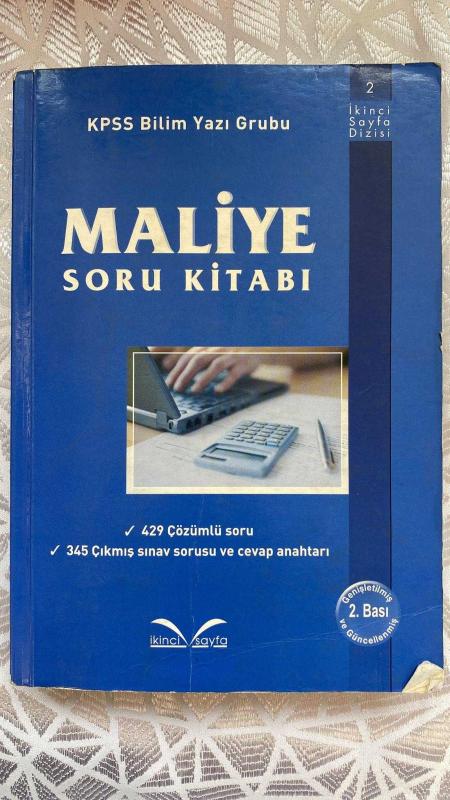 2
İkinci
Sayfa
Dizisi
KPSS Bilim Yazı Grubu
MALİYE
SORU KİTABI
✓ 429 Çözümlü soru
✓ 345 Çıkmış sınav sorusu ve cevap anahtarı
Genişletilmiş
2. Bası
ve Güncellenmiş
ikinci sayfa